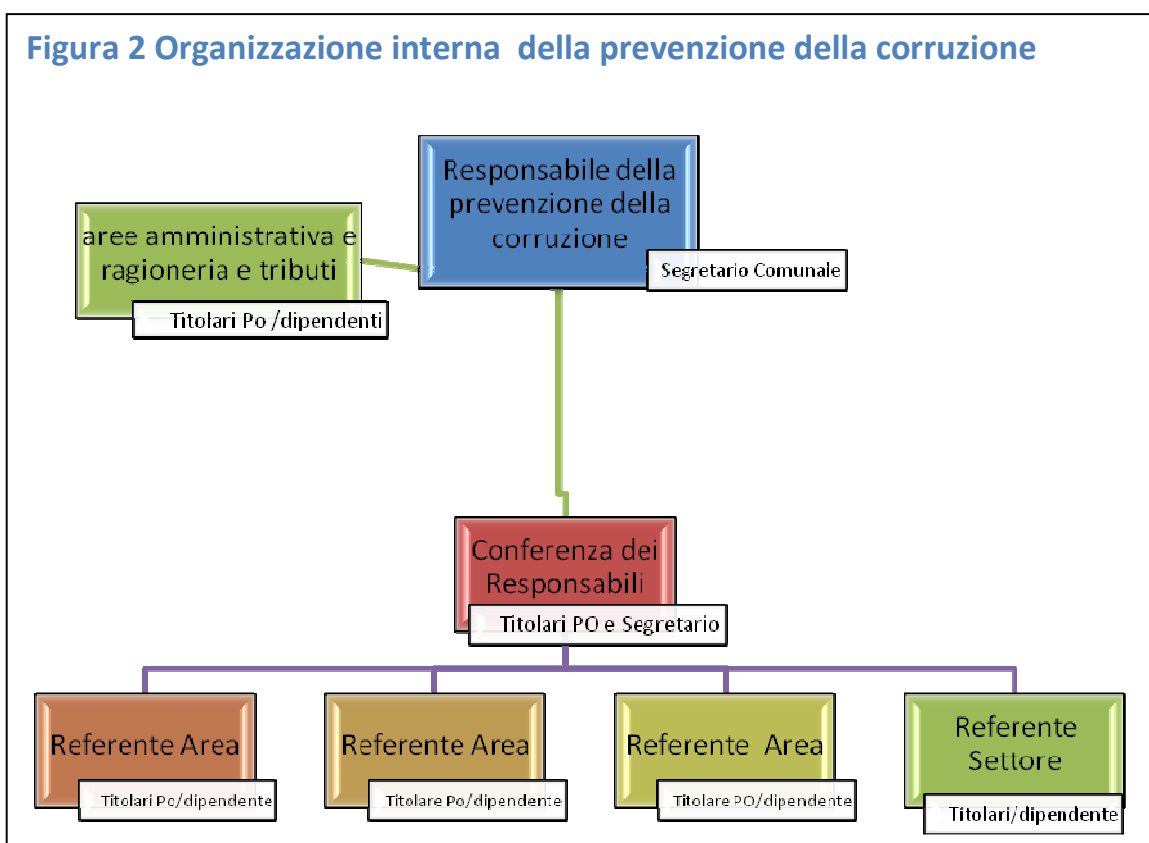 Figura 2 Organizzazione interna della prevenzione della corruzione
Responsabile della
prevenzione della
corruzione
Segretario Comunale
aree amministrativa e
ragioneria e tributi
Titolari Po /dipendenti
Conferenza dei
Responsabili
Titolari PO e Segretario
Referente Area
Titolari Po/dipendente
Referente Area
Titolare Po/dipendente
Referente Area
Titolare PO/dipendente
Referente
Settore
Titolari/dipendente